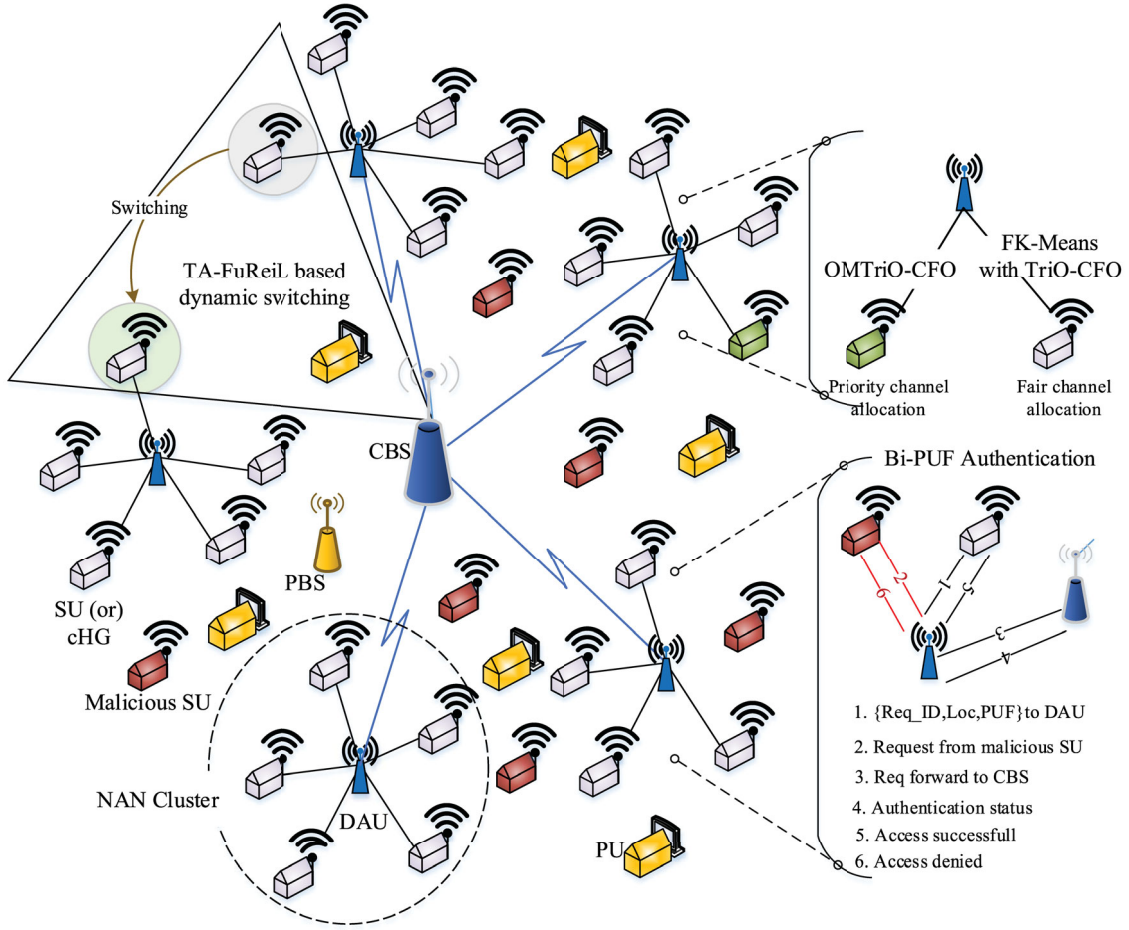 Switching
TA-FuReiL based
dynamic switching
CBS
PBS
SU (or)
cHG
Malicious SU
NAN Cluster
DAU
PU
OMTriO-CFO
FK-Means
with TriO-CFO
Priority channel
allocation
Fair channel
allocation
Bi-PUF Authentication
2
6
1
5
3
4
1. {Req_ID,Loc,PUF}to DAU
2. Request from malicious SU
3. Req forward to CBS
4. Authentication status
5. Access successfull
6. Access denied